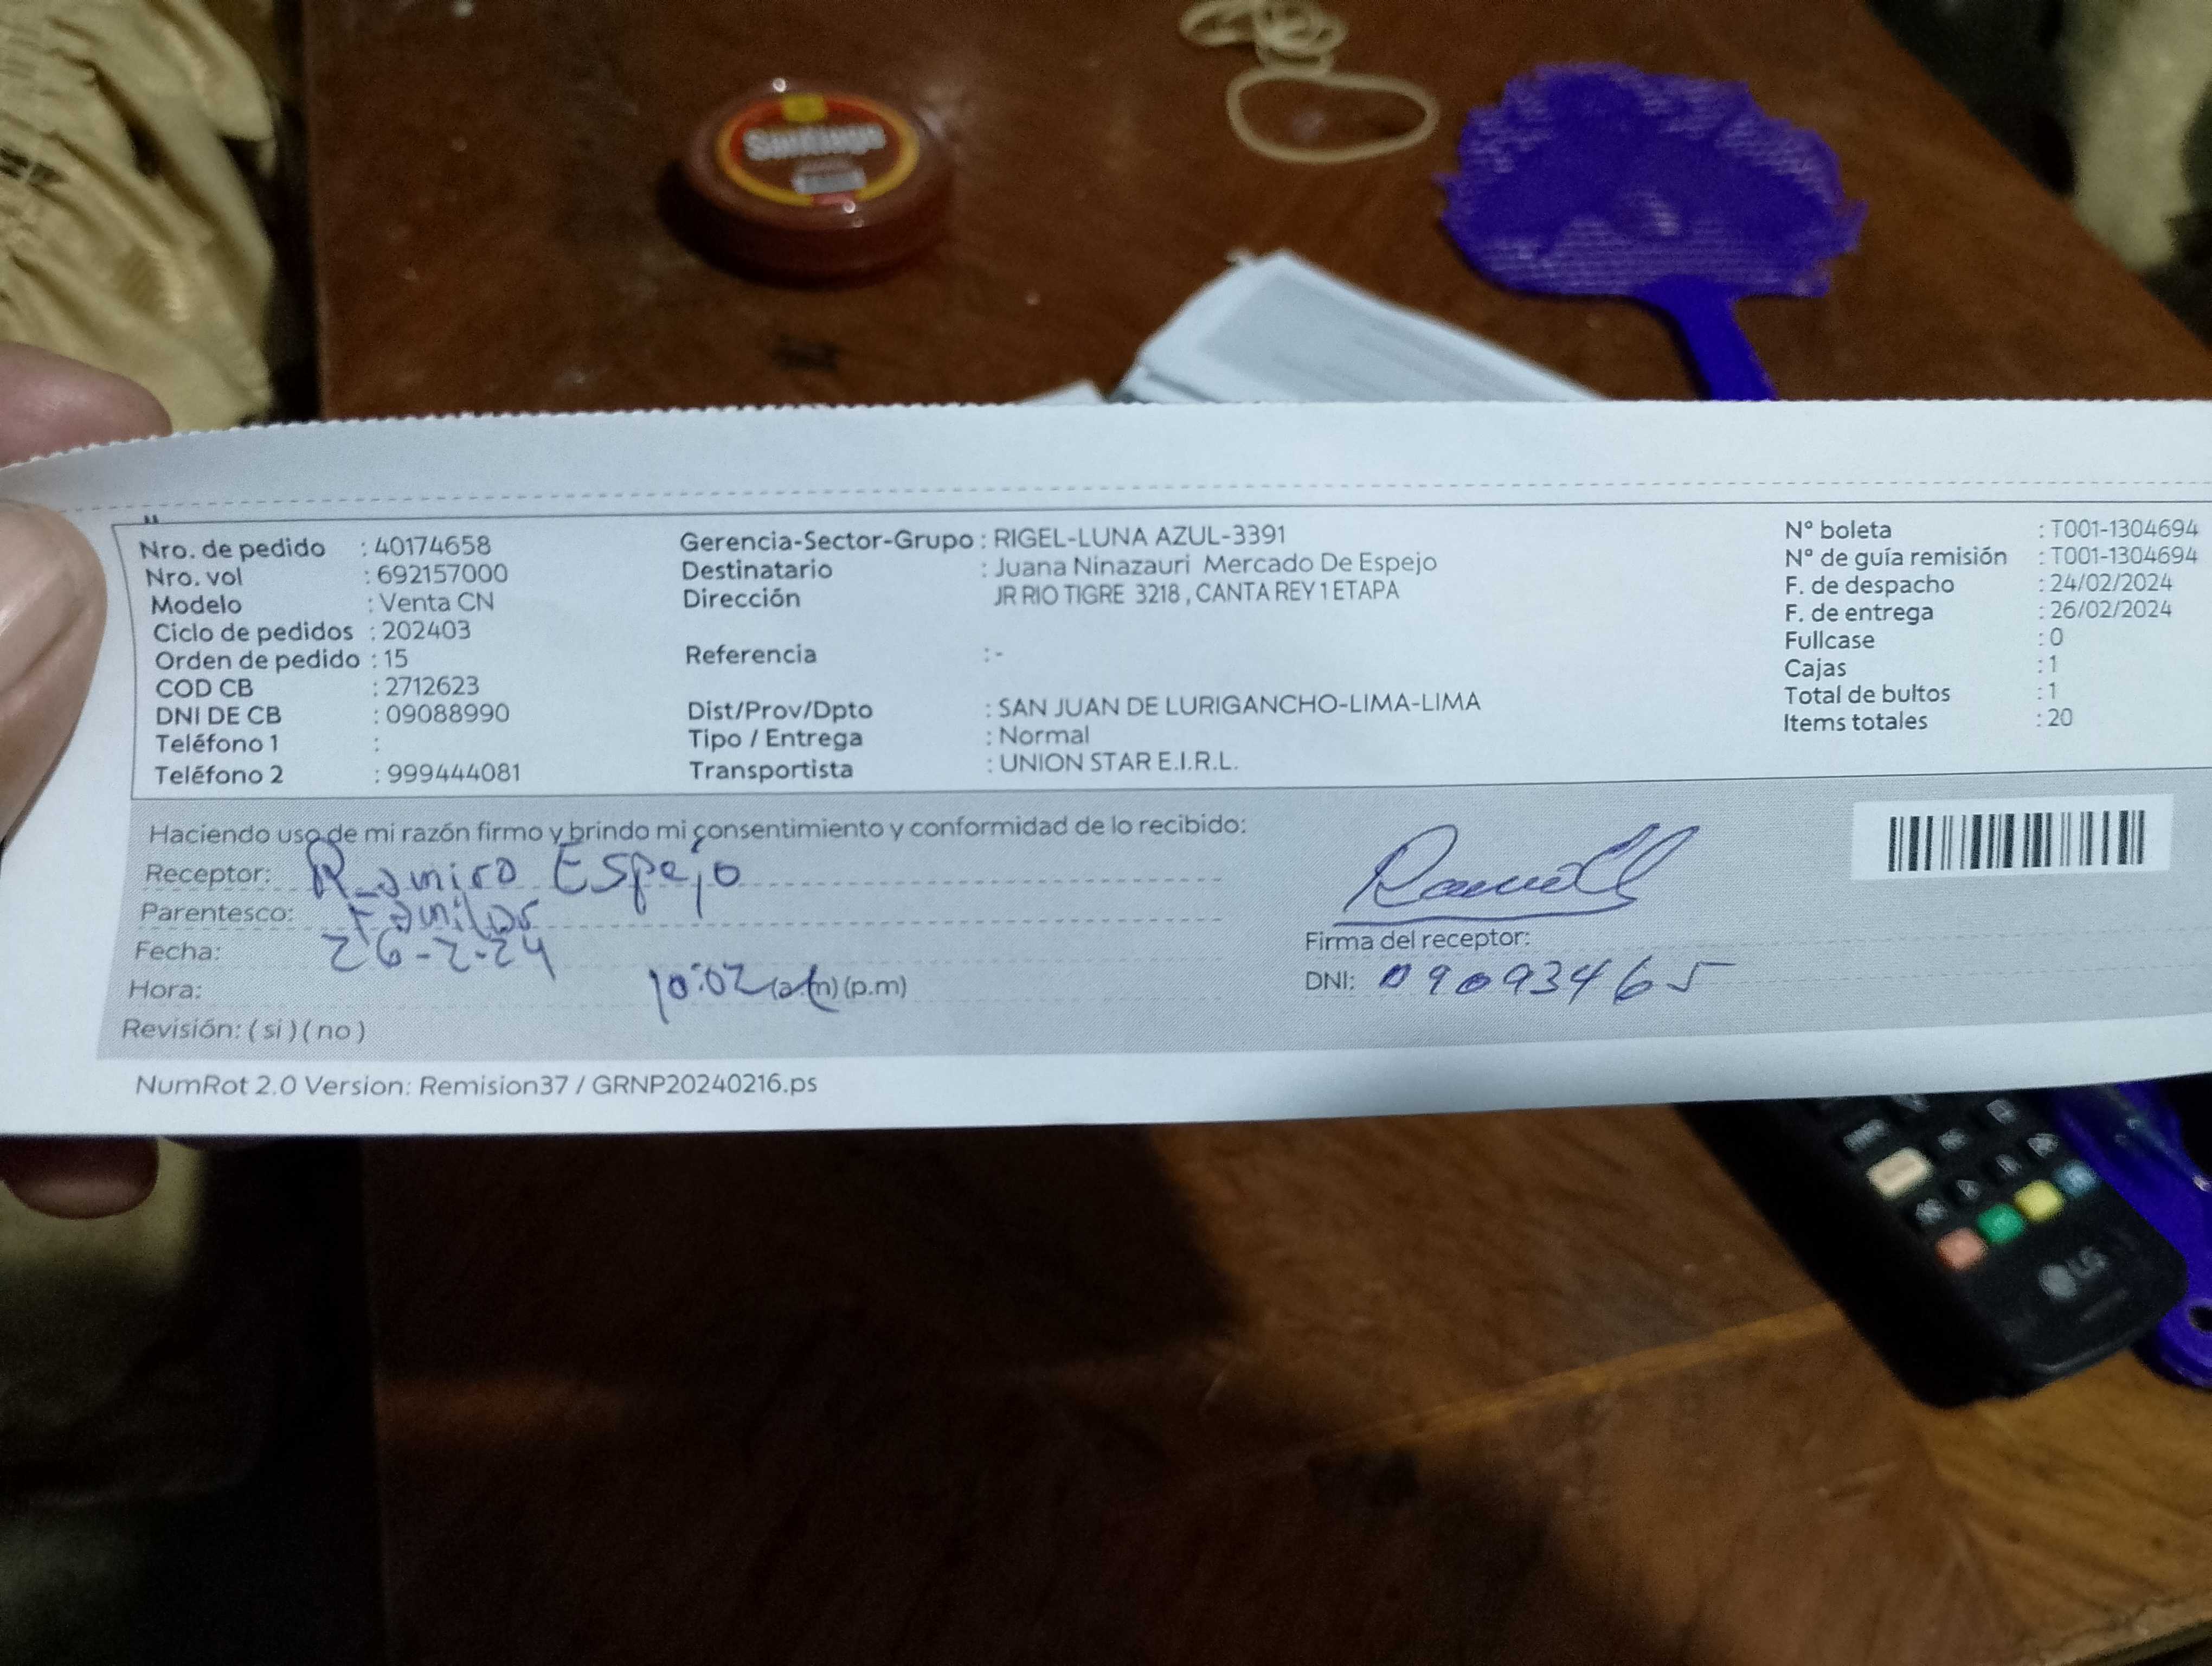 Santiago
Nro. de pedido : 40174658
Nro. vol : 692157000
Modelo : Venta CN
Ciclo de pedidos : 202403
Orden de pedido : 15
COD CB : 2712623
DNI DE CB : 09088990
Teléfono 1 :
Teléfono 2 : 999444081
Gerencia-Sector-Grupo : RIGEL-LUNA AZUL-3391
Destinatario : Juana Ninazauri Mercado De Espejo
Dirección JR RIO TIGRE 3218 , CANTA REY 1 ETAPA
Referencia :-
Dist/Prov/Dpto : SAN JUAN DE LURIGANCHO-LIMA-LIMA
Tipo / Entrega : Normal
Transportista : UNION STAR E.I.R.L.
N° boleta : T001-1304694
N° de guía remisión : T001-1304694
F. de despacho : 24/02/2024
F. de entrega : 26/02/2024
Fullcase : 0
Cajas : 1
Total de bultos : 1
Items totales : 20
Haciendo uso de mi razón firmo y brindo mi consentimiento y conformidad de lo recibido:
Receptor: Ramiro Espejo
Parentesco: Familiar
Fecha: 26-2-24
Hora: 10:02 (a.m) (p.m)
Revisión: ( si ) ( no )
Firma del receptor:
DNI: 09093465
NumRot 2.0 Version: Remision37 / GRNP20240216.ps
LG